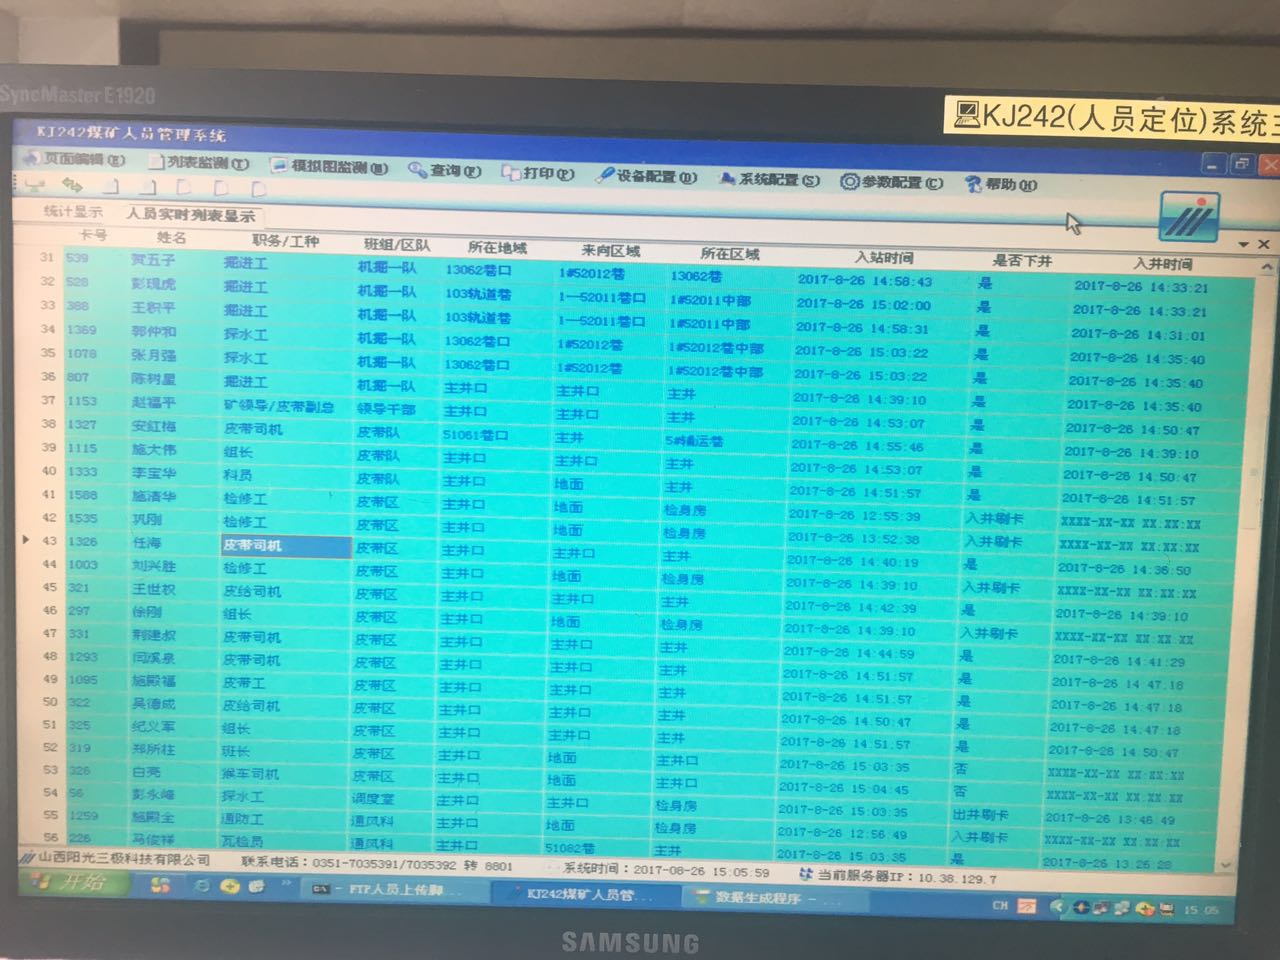 SyncMaster E1920
KJ242(人员定位)系统主
KJ242煤矿人员管理系统
页面编辑(E) 列表监测(T) 模拟图监测(M) 查询(F) 打印(P) 设备配置(D) 系统配置(S) 参数配置(C) 帮助(H)
统计显示 人员实时列表显示
卡号 姓名 职务/工种 班组/区队 所在地域 来向区域 所在区域 入站时间 是否下井 入井时间
31 539 贺五子 掘进工 机掘一队 13062巷口 1#52012巷 13062巷 2017-8-26 14:58:43 是 2017-8-26 14:33:21
32 528 彭现虎 掘进工 机掘一队 103轨道巷 1--52011巷口 1#52011中部 2017-8-26 15:02:00 是 2017-8-26 14:33:21
33 388 王积平 掘进工 机掘一队 103轨道巷 1--52011巷口 1#52011中部 2017-8-26 14:58:31 是 2017-8-26 14:31:01
34 1369 郭仲和 探水工 机掘一队 13062巷口 1#52012巷 1#52012巷中部 2017-8-26 15:03:22 是 2017-8-26 14:35:40
35 1078 张月强 探水工 机掘一队 13062巷口 1#52012巷 1#52012巷中部 2017-8-26 15:03:22 是 2017-8-26 14:35:40
36 807 陈树星 掘进工 机掘一队 主井口 主井口 主井 2017-8-26 14:39:10 是 2017-8-26 14:35:40
37 1153 赵福平 矿领导/皮带副总 领导干部 主井口 主井口 主井 2017-8-26 14:53:07 是 2017-8-26 14:50:47
38 1327 安红梅 皮带司机 皮带队 51061巷口 主井 5#输运巷 2017-8-26 14:55:46 是 2017-8-26 14:39:10
39 1115 施大伟 组长 皮带队 主井口 主井口 主井 2017-8-26 14:53:07 是 2017-8-26 14:50:47
40 1333 李宝华 科员 皮带队 主井口 地面 主井 2017-8-26 14:51:57 是 2017-8-26 14:51:57
41 1588 施清华 检修工 皮带区 主井口 地面 检身房 2017-8-26 12:55:39 入井刷卡 XXXX-XX-XX XX:XX:XX
42 1535 巩刚 检修工 皮带区 主井口 地面 检身房 2017-8-26 13:52:38 入井刷卡 XXXX-XX-XX XX:XX:XX
43 1326 任海 皮带司机 皮带区 主井口 主井口 主井 2017-8-26 14:40:19 是 2017-8-26 14:36:50
44 1003 刘兴胜 检修工 皮带区 主井口 地面 检身房 2017-8-26 14:39:10 入井刷卡 XXXX-XX-XX XX:XX:XX
45 321 王世权 皮给司机 皮带区 主井口 主井口 主井 2017-8-26 14:42:39 是 2017-8-26 14:39:10
46 297 徐刚 组长 皮带区 主井口 地面 检身房 2017-8-26 14:39:10 入井刷卡 XXXX-XX-XX XX:XX:XX
47 331 荆建叔 皮带司机 皮带区 主井口 主井口 主井 2017-8-26 14:44:59 是 2017-8-26 14:41:29
48 1293 闫溪泉 皮带司机 皮带区 主井口 主井口 主井 2017-8-26 14:51:57 是 2017-8-26 14:47:18
49 1095 施殿福 皮带工 皮带区 主井口 主井口 主井 2017-8-26 14:51:57 是 2017-8-26 14:47:18
50 322 吴德成 皮给司机 皮带区 主井口 主井口 主井 2017-8-26 14:50:47 是 2017-8-26 14:47:18
51 325 纪义军 组长 皮带区 主井口 主井口 主井 2017-8-26 14:51:57 是 2017-8-26 14:50:47
52 319 郑所柱 班长 皮带区 主井口 地面 主井口 2017-8-26 15:03:35 否 XXXX-XX-XX XX:XX:XX
53 326 白亮 猴车司机 皮带区 主井口 地面 主井口 2017-8-26 15:04:45 否 XXXX-XX-XX XX:XX:XX
54 56 彭永峰 探水工 调度室 主井口 主井口 检身房 2017-8-26 15:03:35 出井刷卡 2017-8-26 13:46:49
55 1259 施殿全 通防工 通风科 主井口 地面 检身房 2017-8-26 12:56:49 入井刷卡 XXXX-XX-XX XX:XX:XX
56 226 马俊祥 瓦检员 通风科 主井口 51082巷 主井 2017-8-26 15:03:35 是 2017-8-26 13:26:28
山西阳光三极科技有限公司 联系电话：0351-7035391/7035392 转 8801 系统时间：2017-08-26 15:05:59 当前服务器IP：10.38.129.7
开始 - FTP人员上传脚... KJ242煤矿人员管... 数据生成程序 - ... CH 15:05
SAMSUNG